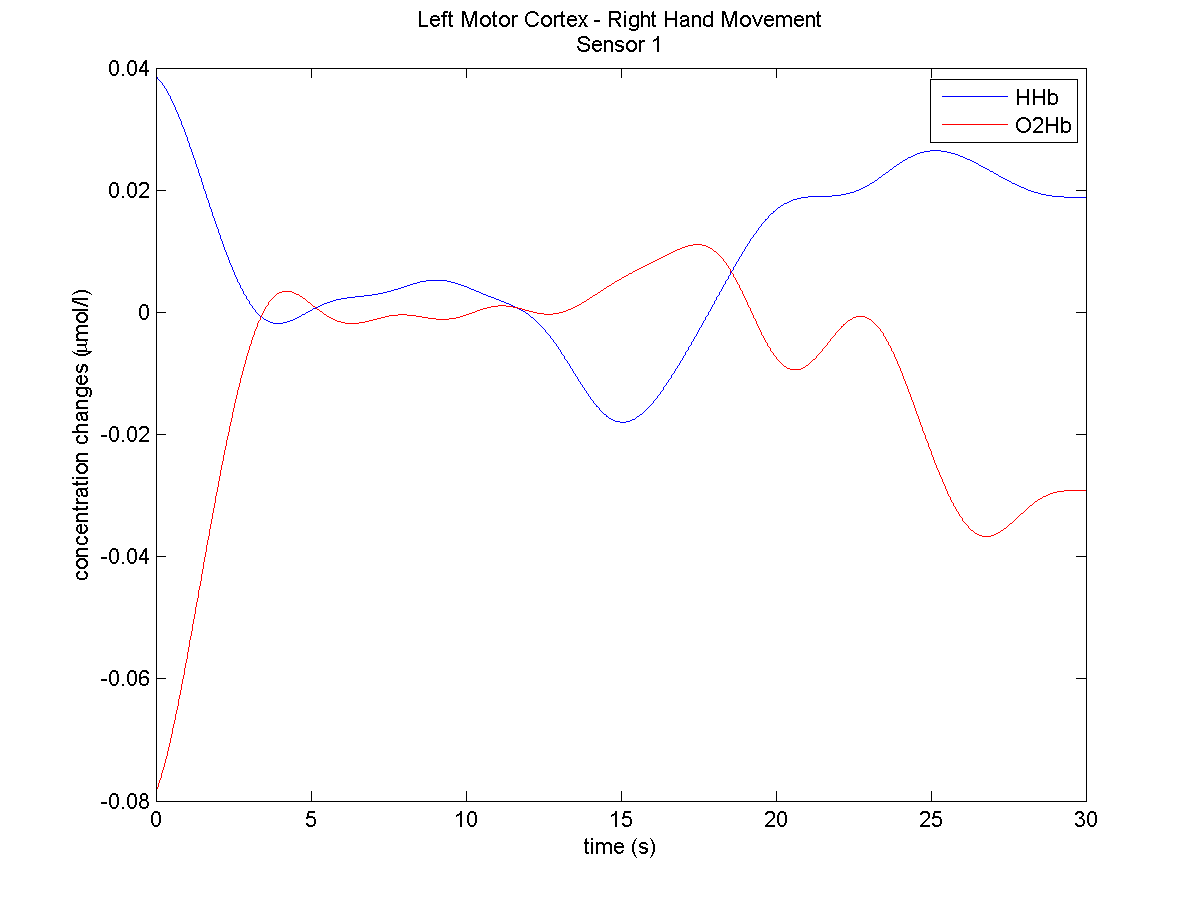 Left Motor Cortex - Right Hand Movement
Sensor 1
HHb
O2Hb
0.04
0.02
0
-0.02
-0.04
-0.06
-0.08
concentration changes (μmol/l)
0 5 10 15 20 25 30
time (s)